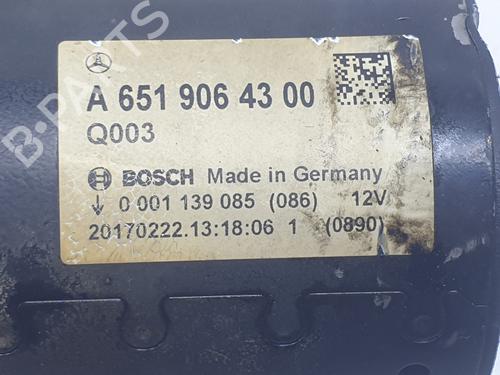 A 651 906 43 00
Q003
BOSCH Made in Germany
0 001 139 085 (086) 12V
20170222.13:18:06 1 (0890)
B-PARTS